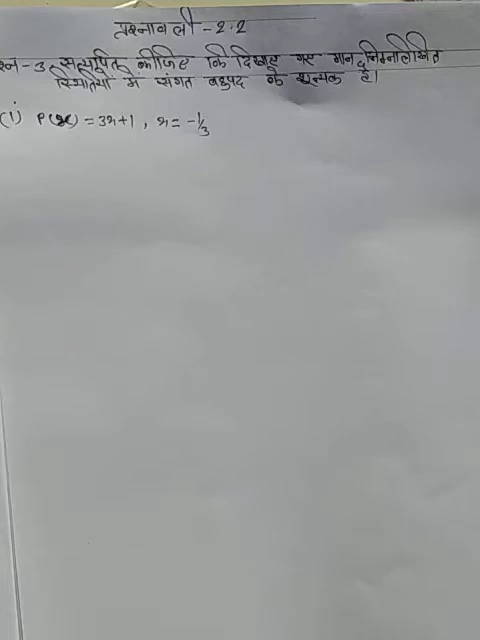 प्रश्नावली - 2.2
प्रश्न - 3. सत्यापित कीजिए कि दिखाए गए मान निम्नलिखित
स्थितियों में संगत बहुपद के शून्यक है।
(i) P(x) = 3x+1 , x = -1/3